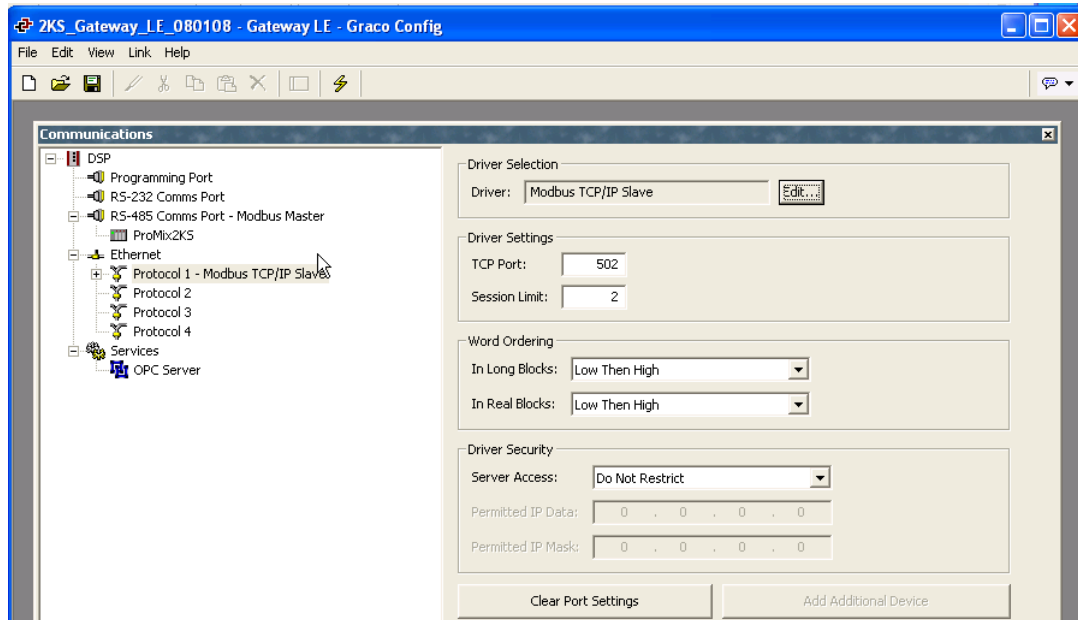 2KS_Gateway_LE_080108 - Gateway LE - Graco Config
File Edit View Link Help
Communications
DSP
Programming Port
RS-232 Comms Port
RS-485 Comms Port - Modbus Master
ProMix2KS
Ethernet
Protocol 1 - Modbus TCP/IP Slave
Protocol 2
Protocol 3
Protocol 4
Services
OPC Server
Driver Selection
Driver: Modbus TCP/IP Slave Edit...
Driver Settings
TCP Port: 502
Session Limit: 2
Word Ordering
In Long Blocks: Low Then High
In Real Blocks: Low Then High
Driver Security
Server Access: Do Not Restrict
Permitted IP Data: 0 . 0 . 0 . 0
Permitted IP Mask: 0 . 0 . 0 . 0
Clear Port Settings Add Additional Device